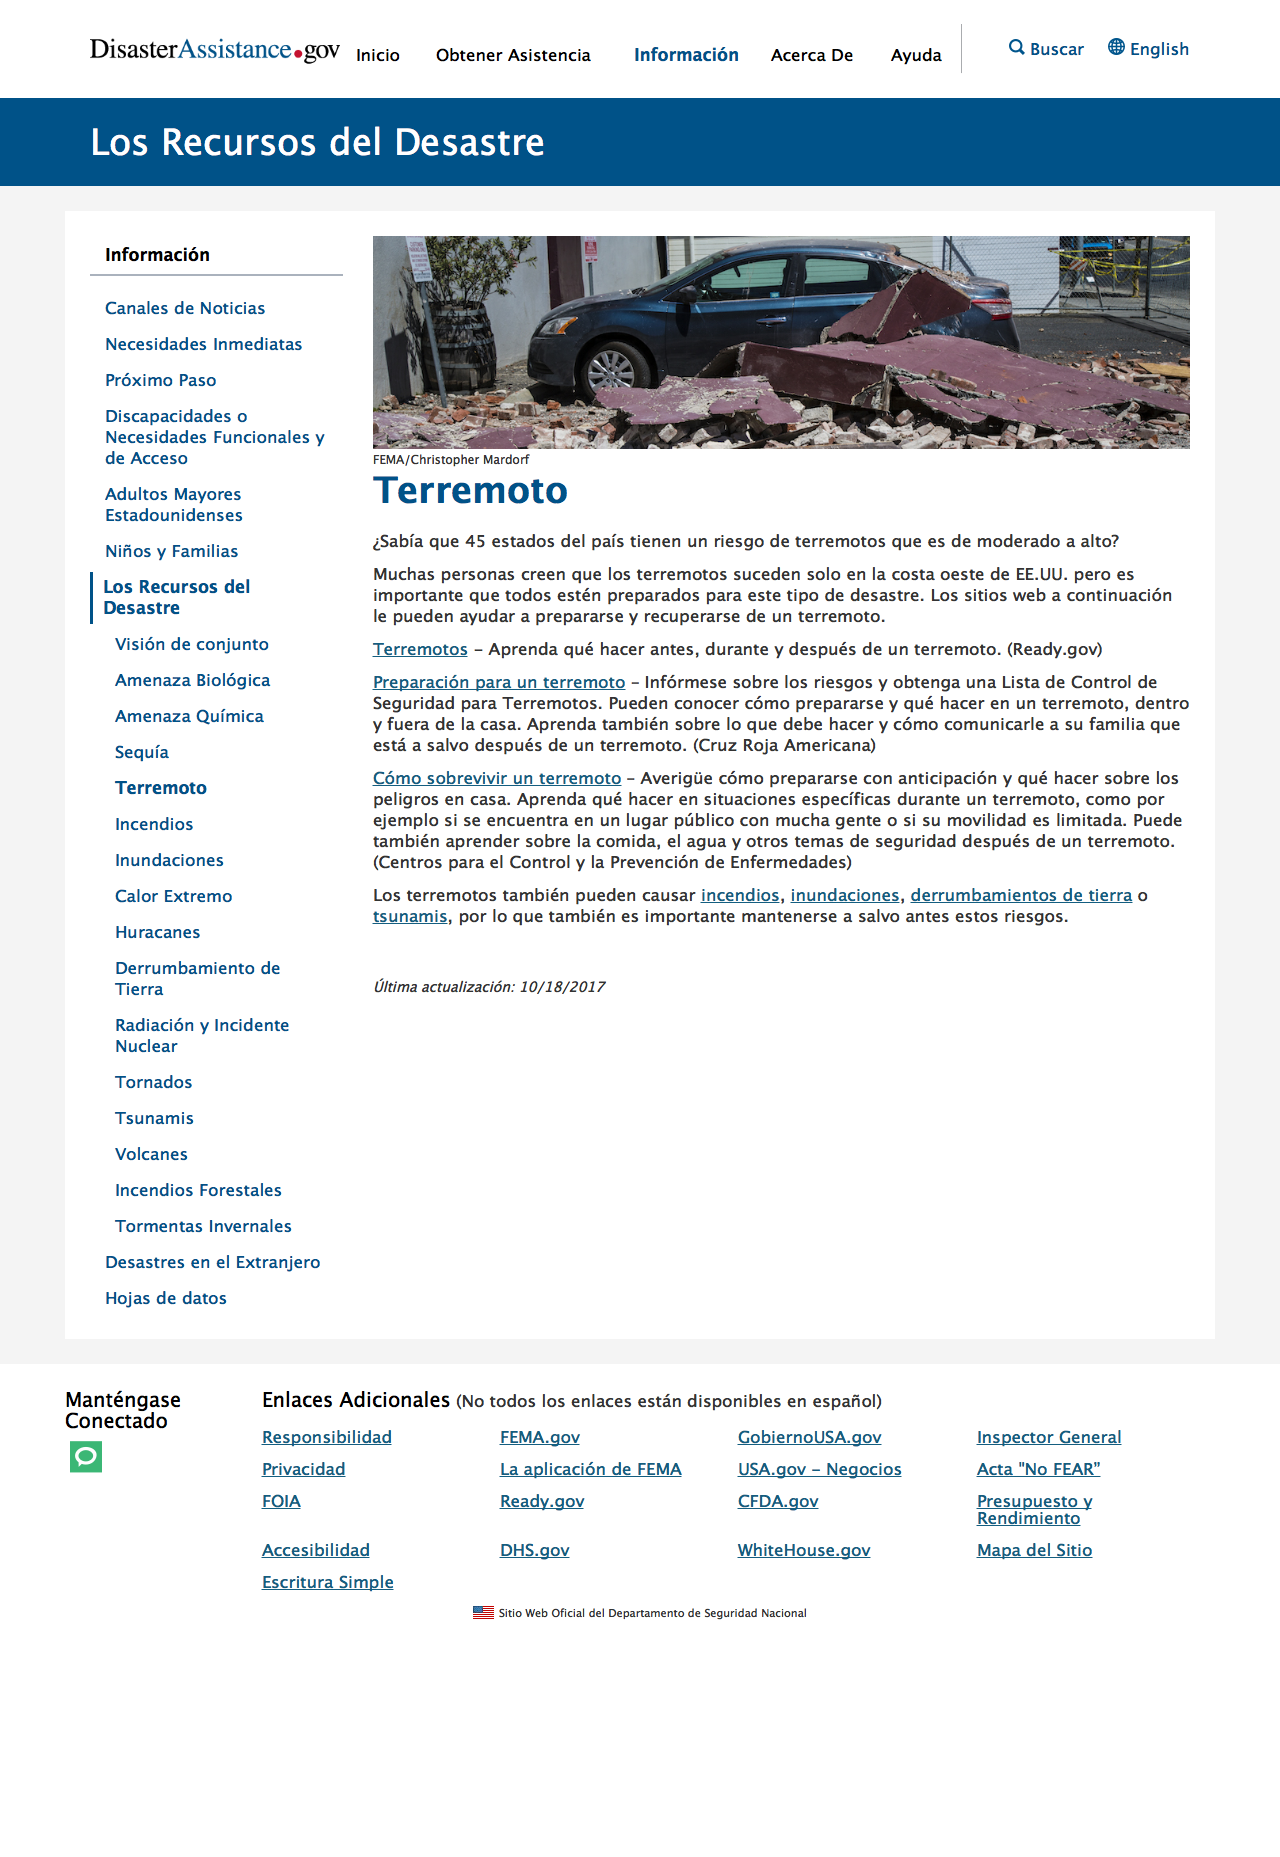 DisasterAssistance.gov
Inicio
Obtener Asistencia
Información
Acerca De
Ayuda
Buscar
English
Los Recursos del Desastre
Información
Canales de Noticias
Necesidades Inmediatas
Próximo Paso
Discapacidades o
Necesidades Funcionales y
de Acceso
Adultos Mayores
Estadounidenses
Niños y Familias
Los Recursos del
Desastre
Visión de conjunto
Amenaza Biológica
Amenaza Química
Sequía
Terremoto
Incendios
Inundaciones
Calor Extremo
Huracanes
Derrumbamiento de
Tierra
Radiación y Incidente
Nuclear
Tornados
Tsunamis
Volcanes
Incendios Forestales
Tormentas Invernales
Desastres en el Extranjero
Hojas de datos
FEMA/Christopher Mardorf
Terremoto
¿Sabía que 45 estados del país tienen un riesgo de terremotos que es de moderado a alto?
Muchas personas creen que los terremotos suceden solo en la costa oeste de EE.UU. pero es
importante que todos estén preparados para este tipo de desastre. Los sitios web a continuación
le pueden ayudar a prepararse y recuperarse de un terremoto.
Terremotos – Aprenda qué hacer antes, durante y después de un terremoto. (Ready.gov)
Preparación para un terremoto – Infórmese sobre los riesgos y obtenga una Lista de Control de
Seguridad para Terremotos. Pueden conocer cómo prepararse y qué hacer en un terremoto, dentro
y fuera de la casa. Aprenda también sobre lo que debe hacer y cómo comunicarle a su familia que
está a salvo después de un terremoto. (Cruz Roja Americana)
Cómo sobrevivir un terremoto – Averigüe cómo prepararse con anticipación y qué hacer sobre los
peligros en casa. Aprenda qué hacer en situaciones específicas durante un terremoto, como por
ejemplo si se encuentra en un lugar público con mucha gente o si su movilidad es limitada. Puede
también aprender sobre la comida, el agua y otros temas de seguridad después de un terremoto.
(Centros para el Control y la Prevención de Enfermedades)
Los terremotos también pueden causar incendios, inundaciones, derrumbamientos de tierra o
tsunamis, por lo que también es importante mantenerse a salvo antes estos riesgos.
Última actualización: 10/18/2017
Manténgase
Conectado
Enlaces Adicionales (No todos los enlaces están disponibles en español)
Responsibilidad
FEMA.gov
GobiernoUSA.gov
Inspector General
Privacidad
La aplicación de FEMA
USA.gov – Negocios
Acta "No FEAR”
FOIA
Ready.gov
CFDA.gov
Presupuesto y
Rendimiento
Accesibilidad
DHS.gov
WhiteHouse.gov
Mapa del Sitio
Escritura Simple
Sitio Web Oficial del Departamento de Seguridad Nacional